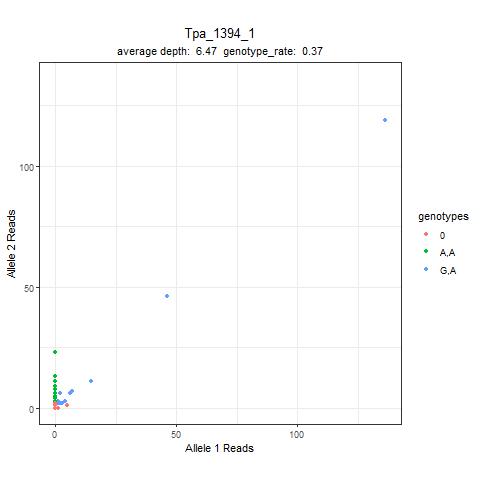 Tpa_1394_1
average depth:  6.47  genotype_rate:  0.37
Allele 2 Reads
100
50
0
0
50
100
Allele 1 Reads
genotypes
0
A,A
G,A